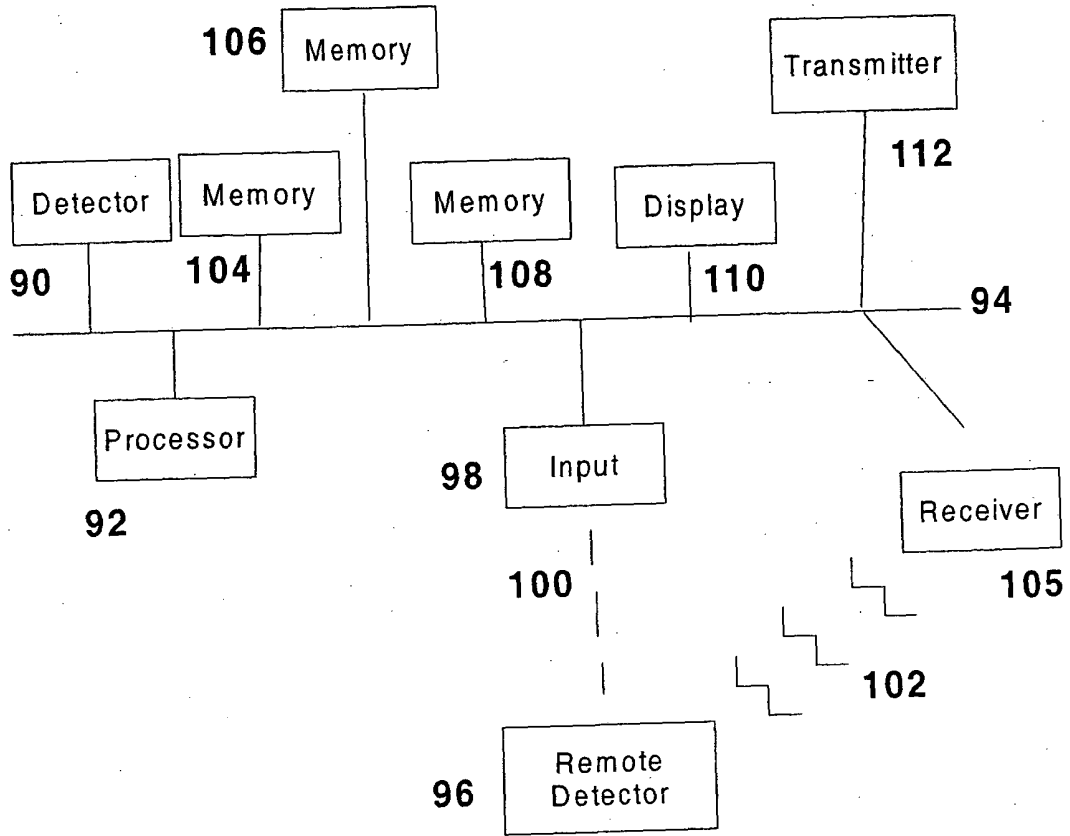 106
Memory
Transmitter
112
Detector
Memory
Memory
Display
90
104
108
110
94
Processor
92
98
Input
Receiver
105
100
102
96
Remote
Detector